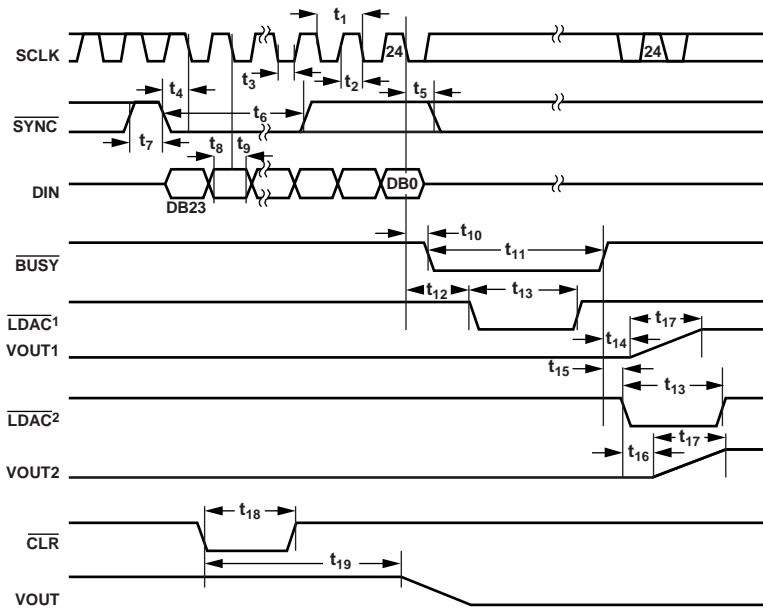 t1
SCLK
24
24
t4
t3
t2
t5
SYNC
t6
t7
t8
t9
DIN
DB23
DB0
t10
BUSY
t11
t12
t13
LDAC1
t17
VOUT1
t14
t15
t13
LDAC2
t17
t16
VOUT2
t18
CLR
t19
VOUT